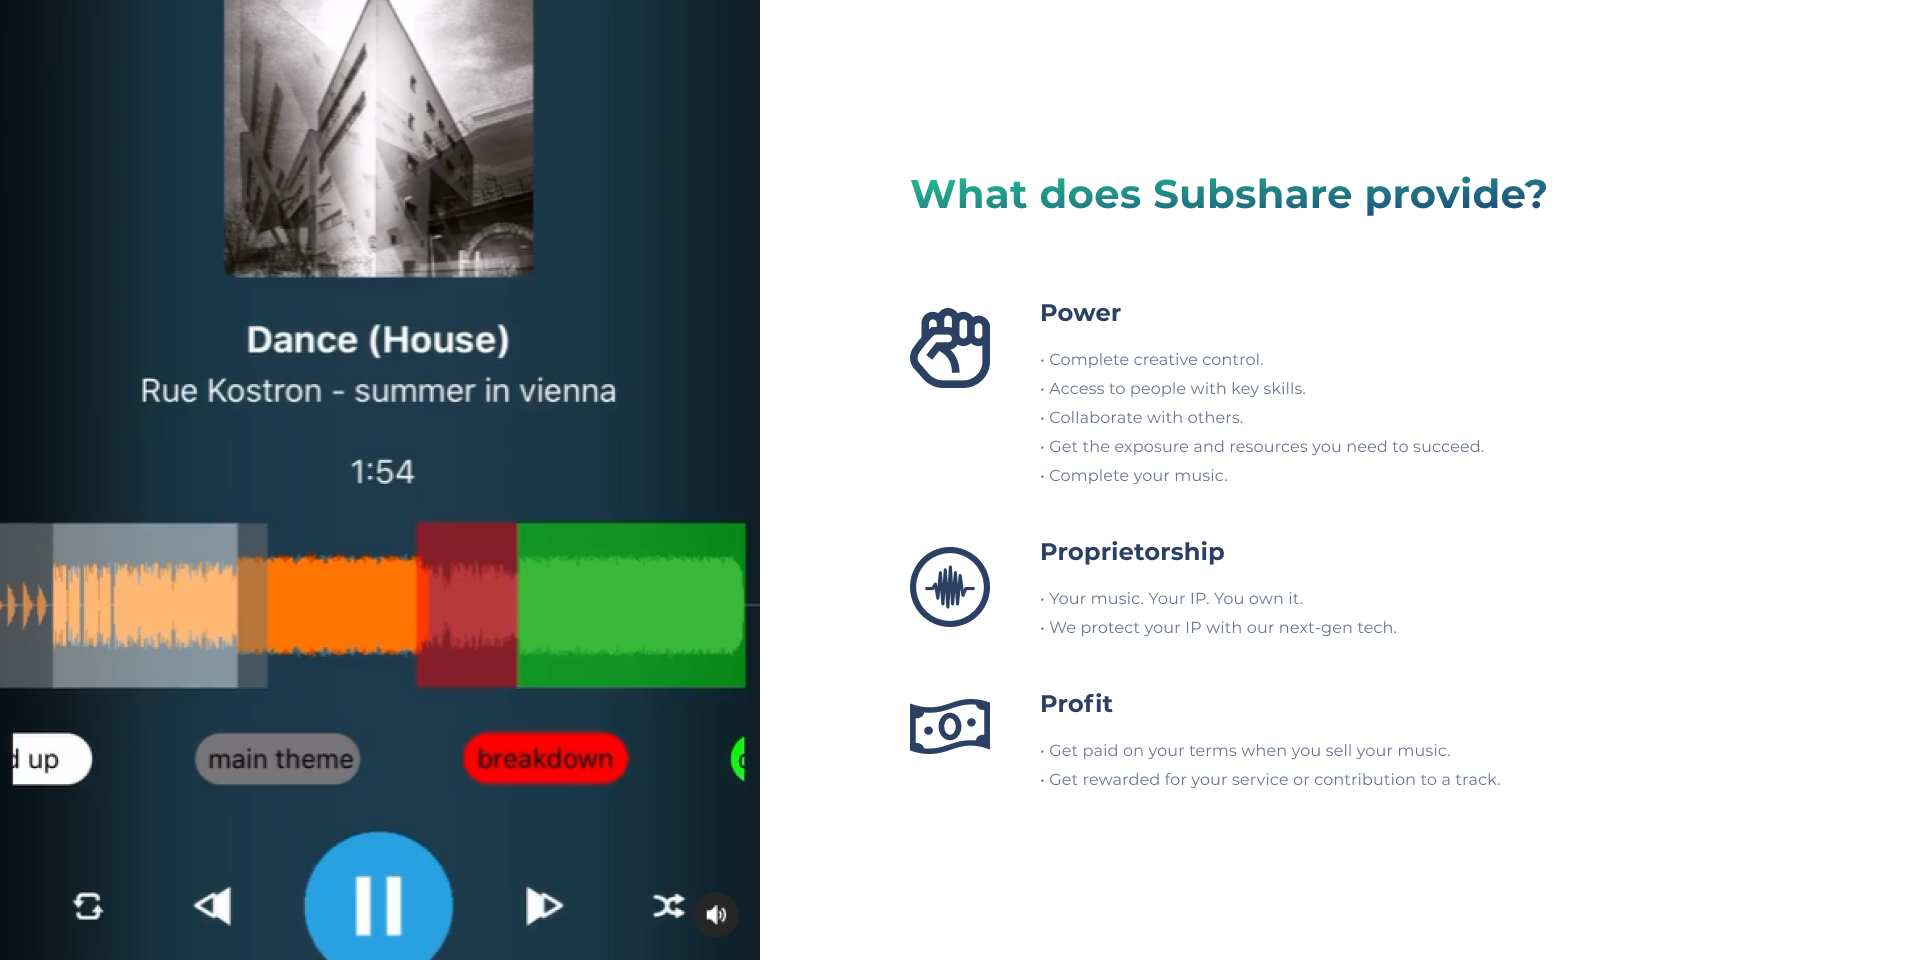 Dance (House)
Rue Kostron - summer in vienna
1:54
up
main theme
breakdown
What does Subshare provide?
Power
• Complete creative control.
• Access to people with key skills.
• Collaborate with others.
• Get the exposure and resources you need to succeed.
• Complete your music.
Proprietorship
• Your music. Your IP. You own it.
• We protect your IP with our next-gen tech.
Profit
• Get paid on your terms when you sell your music.
• Get rewarded for your service or contribution to a track.